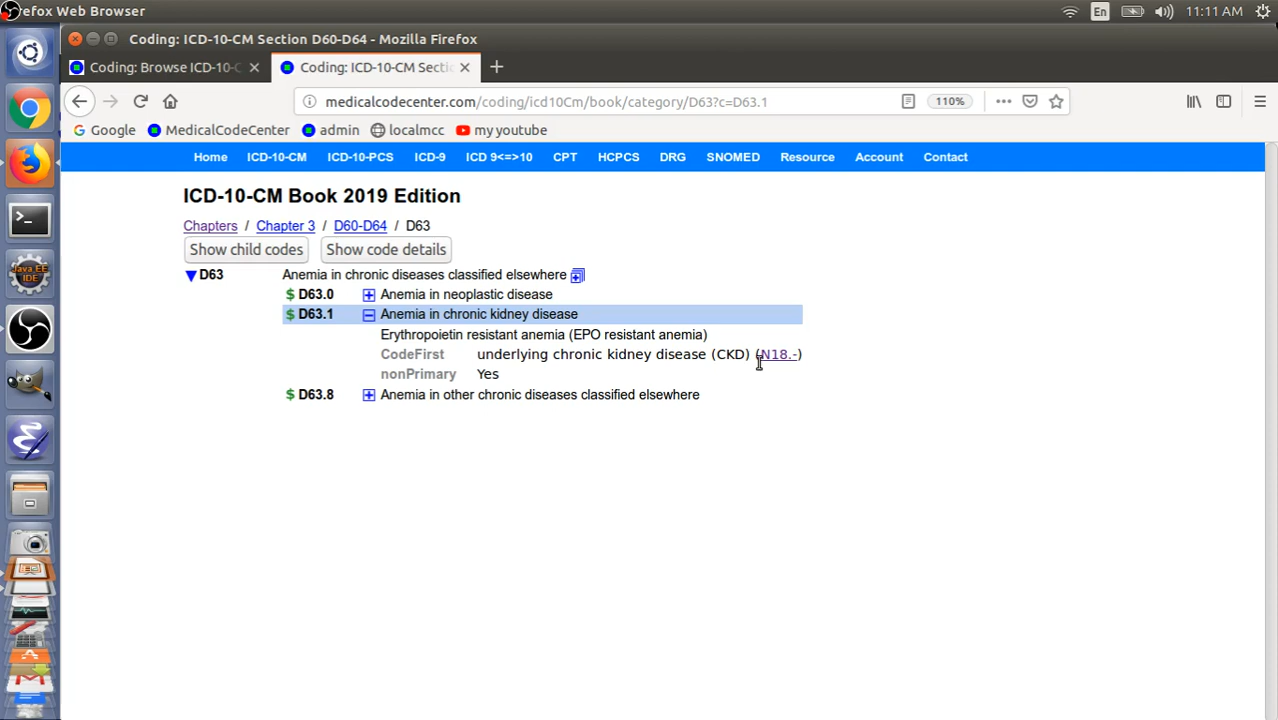 refox Web Browser
En
11:11 AM
Coding: ICD-10-CM Section D60-D64 - Mozilla Firefox
Coding: Browse ICD-10-C
Coding: ICD-10-CM Secti
medicalcodecenter.com/coding/icd10Cm/book/category/D63?c=D63.1
110%
Google MedicalCodeCenter admin localmcc my youtube
Home ICD-10-CM ICD-10-PCS ICD-9 ICD 9<=>10 CPT HCPCS DRG SNOMED Resource Account Contact
ICD-10-CM Book 2019 Edition
Chapters / Chapter 3 / D60-D64 / D63
Show child codes Show code details
D63 Anemia in chronic diseases classified elsewhere
$ D63.0 Anemia in neoplastic disease
$ D63.1 Anemia in chronic kidney disease
Erythropoietin resistant anemia (EPO resistant anemia)
CodeFirst underlying chronic kidney disease (CKD) (N18.-)
nonPrimary Yes
$ D63.8 Anemia in other chronic diseases classified elsewhere
Java EE
IDE